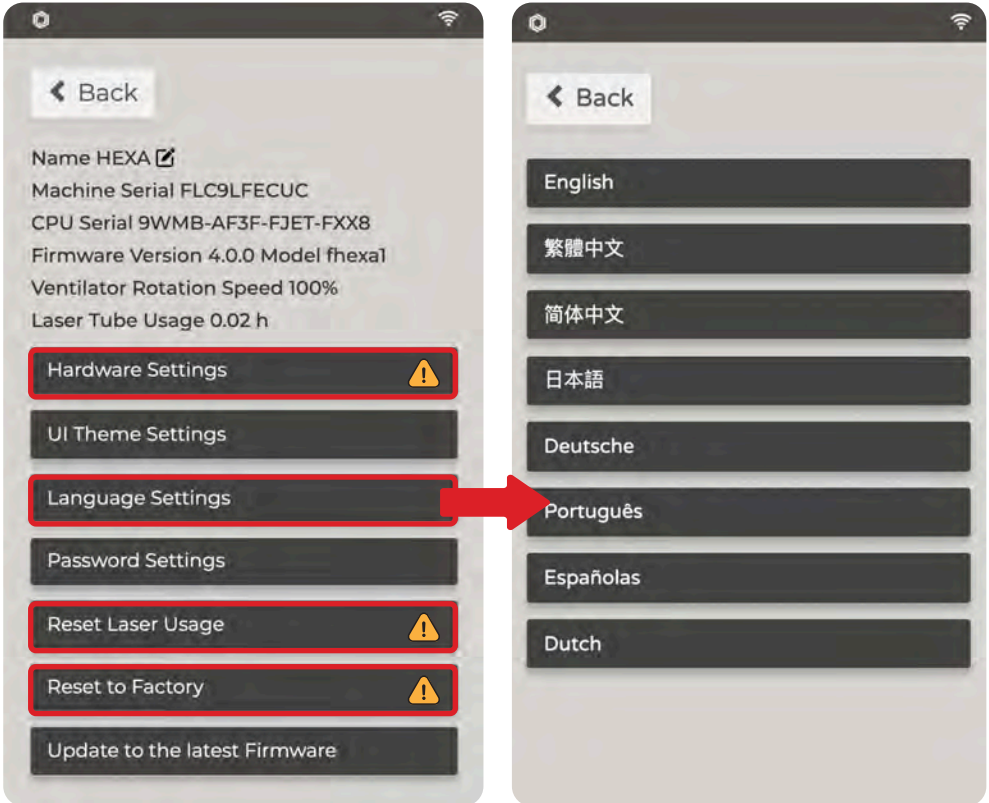 Back
Name HEXA
Machine Serial FLC9LFECUC
CPU Serial 9WMB-AF3F-FJET-FXX8
Firmware Version 4.0.0 Model fhexa1
Ventilator Rotation Speed 100%
Laser Tube Usage 0.02 h
Hardware Settings
UI Theme Settings
Language Settings
Password Settings
Reset Laser Usage
Reset to Factory
Update to the latest Firmware
Back
English
繁體中文
简体中文
日本語
Deutsche
Português
Españolas
Dutch